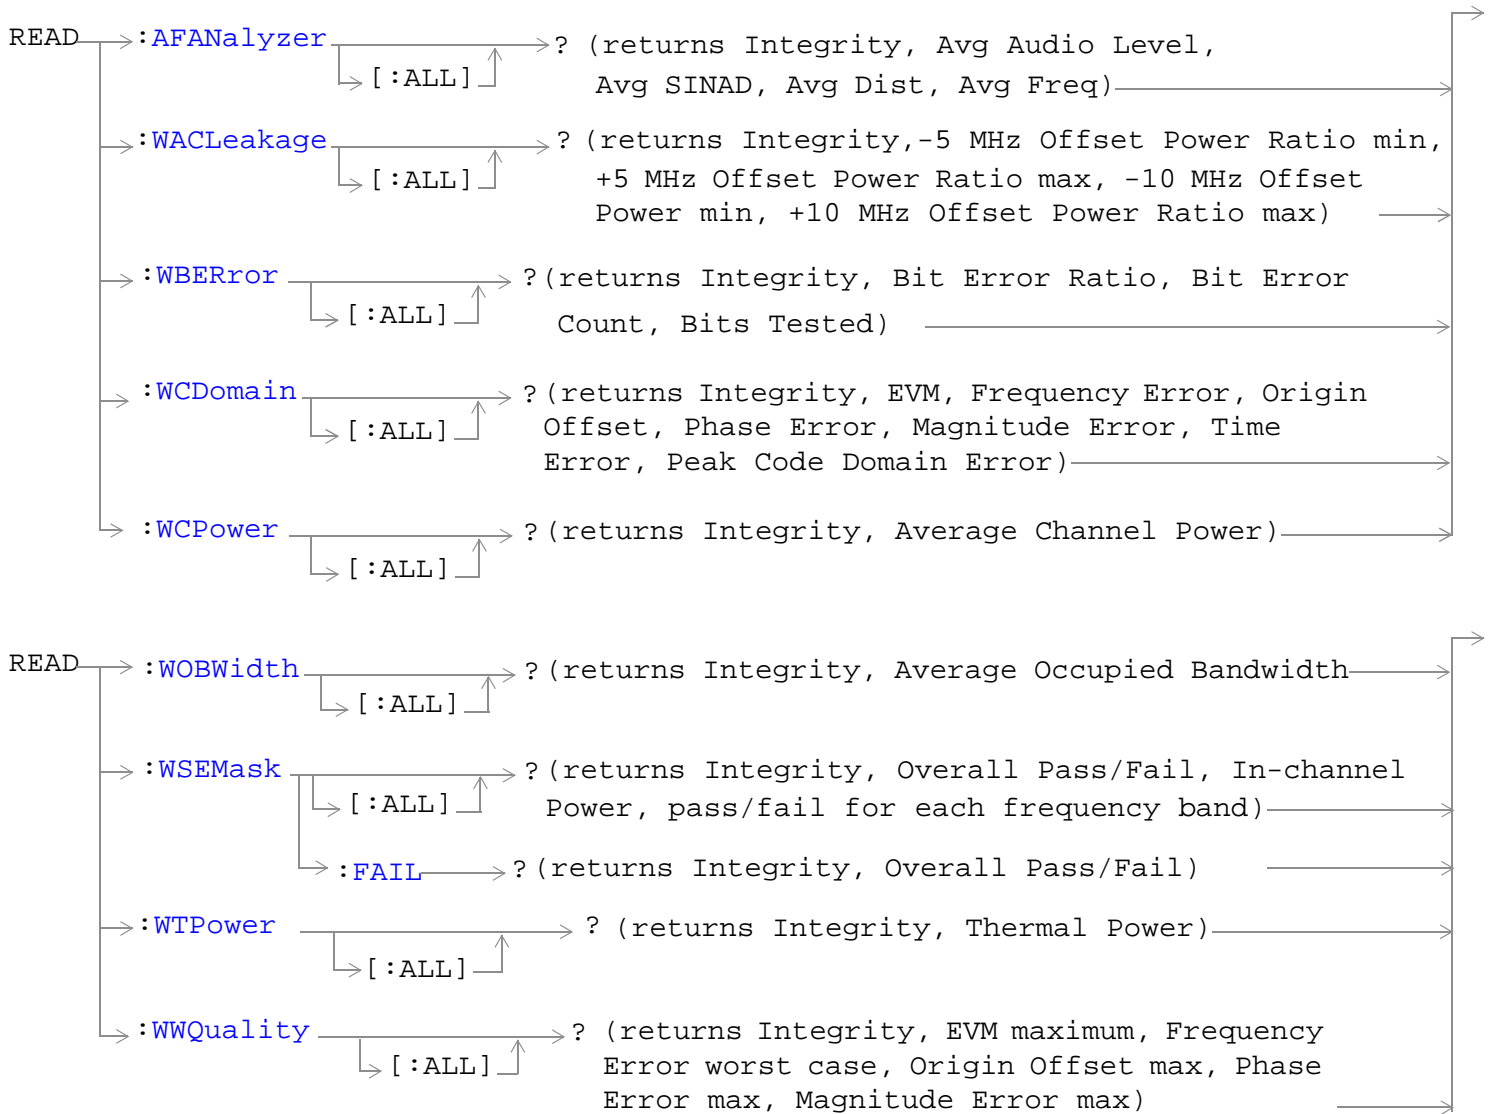 READ :AFANalyzer ? (returns Integrity, Avg Audio Level,
[:ALL] Avg SINAD, Avg Dist, Avg Freq)
:WACLeakage ? (returns Integrity,-5 MHz Offset Power Ratio min,
[:ALL] +5 MHz Offset Power Ratio max, -10 MHz Offset
Power min, +10 MHz Offset Power Ratio max)
:WBERror ?(returns Integrity, Bit Error Ratio, Bit Error
[:ALL] Count, Bits Tested)
:WCDomain ?(returns Integrity, EVM, Frequency Error, Origin
[:ALL] Offset, Phase Error, Magnitude Error, Time
Error, Peak Code Domain Error)
:WCPower ?(returns Integrity, Average Channel Power)
[:ALL]
READ :WOBWidth ?(returns Integrity, Average Occupied Bandwidth
[:ALL]
:WSEMask ?(returns Integrity, Overall Pass/Fail, In-channel
[:ALL] Power, pass/fail for each frequency band)
:FAIL ?(returns Integrity, Overall Pass/Fail)
:WTPower ? (returns Integrity, Thermal Power)
[:ALL]
:WWQuality ? (returns Integrity, EVM maximum, Frequency
[:ALL] Error worst case, Origin Offset max, Phase
Error max, Magnitude Error max)